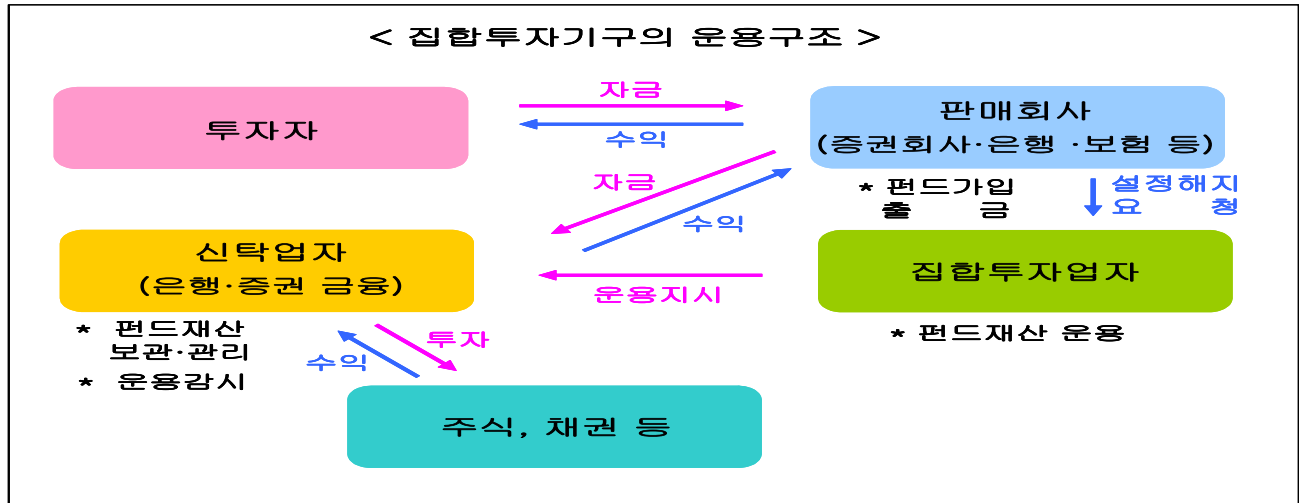 < 집합투자기구의 운용구조 >
투자자
자금
수익
판매회사
(증권회사·은행 ·보험 등)
자금
수익
* 펀드가입
출 금
설정해지
요 청
신탁업자
(은행·증권 금융)
운용지시
집합투자업자
* 펀드재산
보관·관리
* 운용감시
투자
수익
* 펀드재산 운용
주식, 채권 등